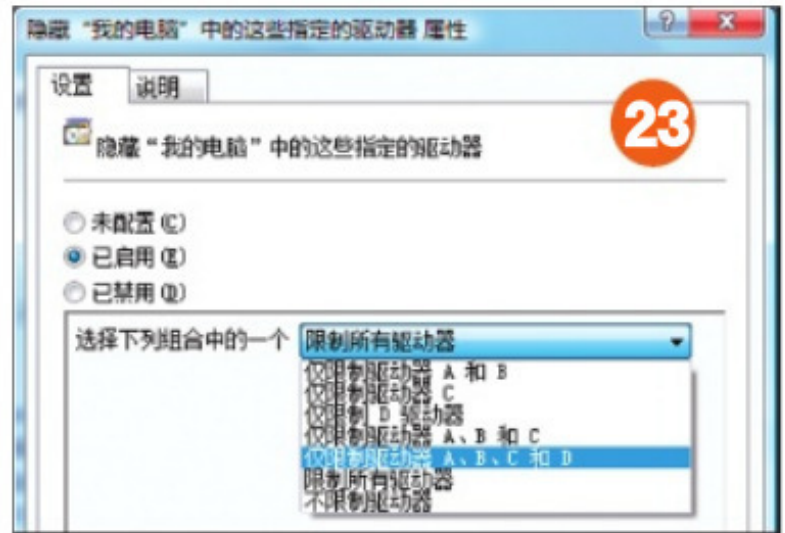 隐藏“我的电脑”中的这些指定的驱动器 属性
设置
说明
23
隐藏“我的电脑”中的这些指定的驱动器
未配置(C)
已启用(E)
已禁用(D)
选择下列组合中的一个
限制所有驱动器
仅限制驱动器 A 和 B
仅限制驱动器 C
仅限制 D 驱动器
仅限制驱动器 A、B 和 C
仅限制驱动器 A、B、C 和 D
限制所有驱动器
不限制驱动器